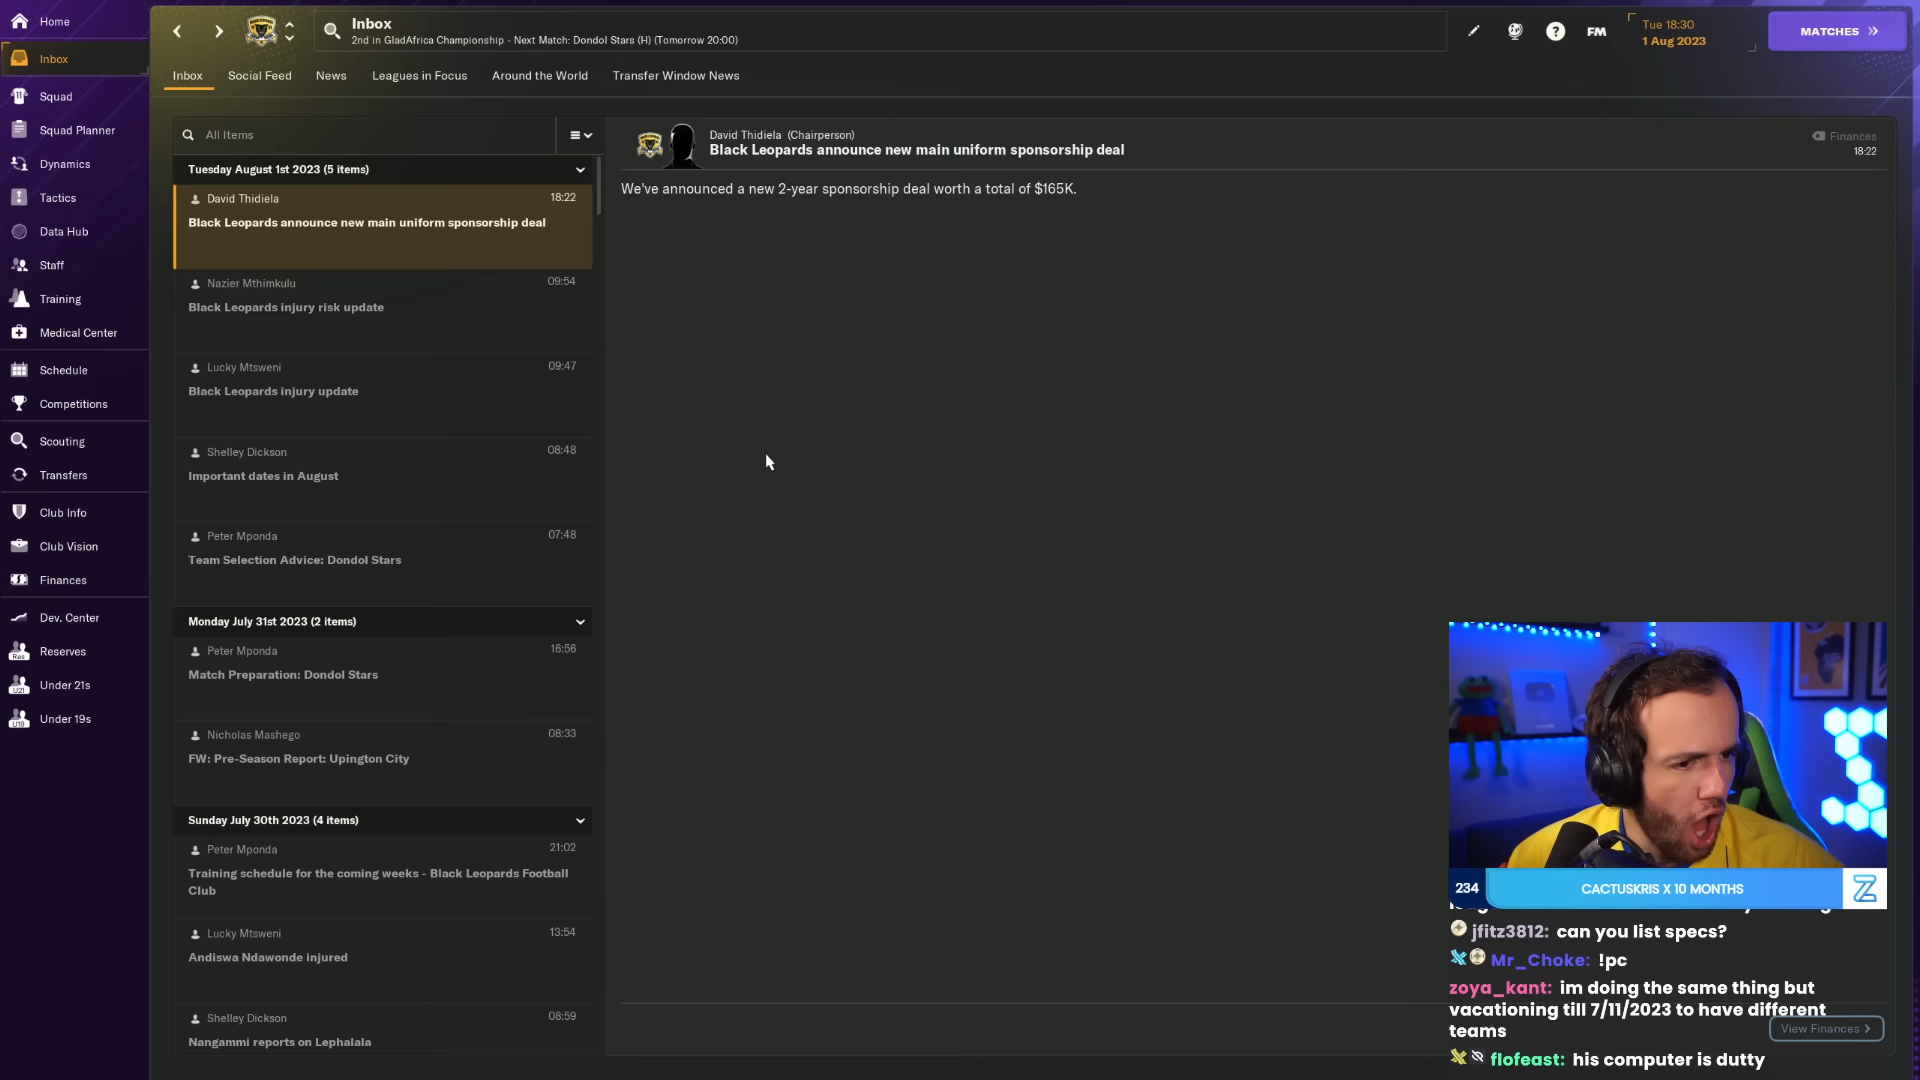 Home
Inbox
Squad
Squad Planner
Dynamics
Tactics
Data Hub
Staff
Training
Medical Center
Schedule
Competitions
Scouting
Transfers
Club Info
Club Vision
Finances
Dev. Center
Reserves
Under 21s
Under 19s
Inbox
2nd in GladAfrica Championship - Next Match: Dondol Stars (H) (Tomorrow 20:00)
FM
Tue 18:30
1 Aug 2023
MATCHES
Inbox
Social Feed
News
Leagues in Focus
Around the World
Transfer Window News
All Items
Tuesday August 1st 2023 (5 items)
David Thidiela 18:22
Black Leopards announce new main uniform sponsorship deal
Nazier Mthimkulu 09:54
Black Leopards injury risk update
Lucky Mtsweni 09:47
Black Leopards injury update
Shelley Dickson 08:48
Important dates in August
Peter Mponda 07:48
Team Selection Advice: Dondol Stars
Monday July 31st 2023 (2 items)
Peter Mponda 16:56
Match Preparation: Dondol Stars
Nicholas Mashego 08:33
FW: Pre-Season Report: Upington City
Sunday July 30th 2023 (4 items)
Peter Mponda 21:02
Training schedule for the coming weeks - Black Leopards Football
Club
Lucky Mtsweni 13:54
Andiswa Ndawonde injured
Shelley Dickson 08:59
Nangammi reports on Lephalala
David Thidiela (Chairperson)
Black Leopards announce new main uniform sponsorship deal
Finances
18:22
We've announced a new 2-year sponsorship deal worth a total of $165K.
234 CACTUSKRIS X 10 MONTHS
jfitz3812: can you list specs?
Mr_Choke: !pc
zoya_kant: im doing the same thing but
vacationing till 7/11/2023 to have different
teams
View Finances
flofeast: his computer is dutty